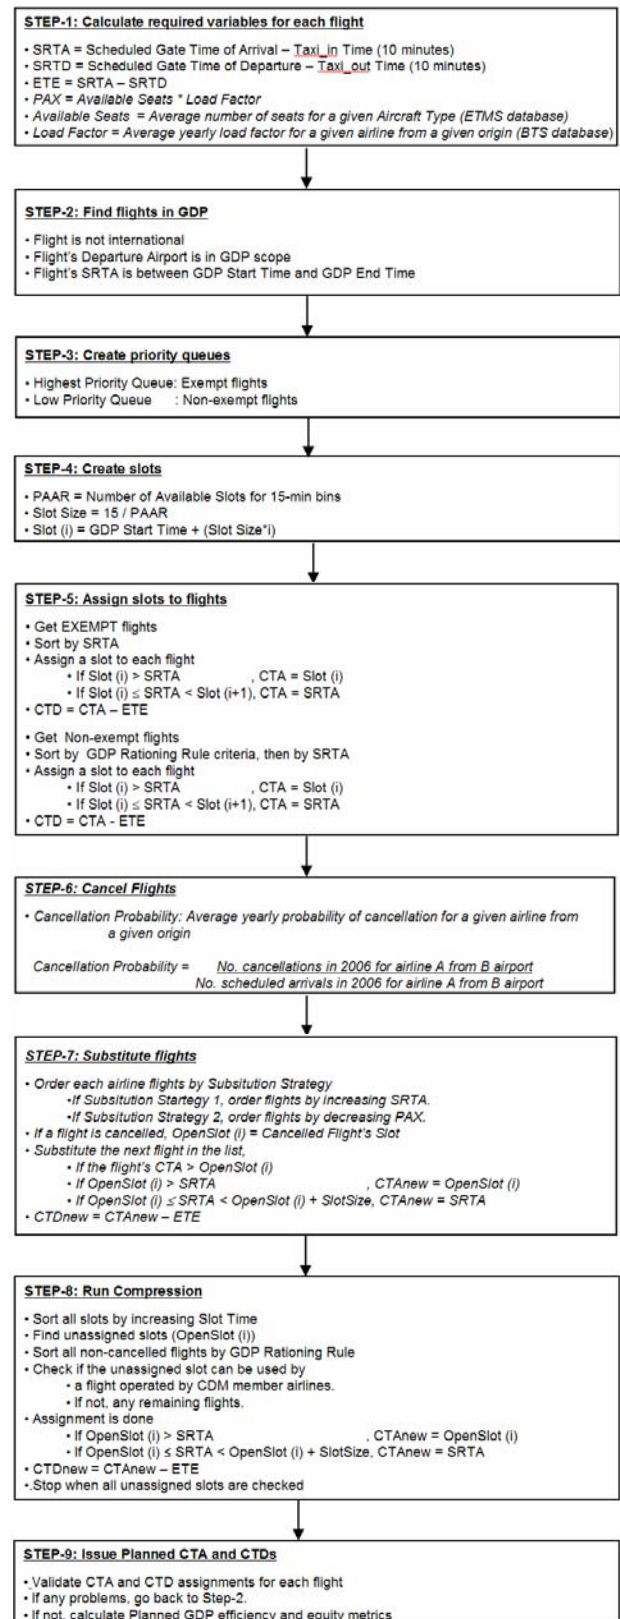 STEP-1: Calculate required variables for each flight
• SRTA = Scheduled Gate Time of Arrival – Taxi_in Time (10 minutes)
• SRTD = Scheduled Gate Time of Departure – Taxi_out Time (10 minutes)
• ETE = SRTA – SRTD
• PAX = Available Seats * Load Factor
• Available Seats = Average number of seats for a given Aircraft Type (ETMS database)
• Load Factor = Average yearly load factor for a given airline from a given origin (BTS database)
STEP-2: Find flights in GDP
• Flight is not international
• Flight's Departure Airport is in GDP scope
• Flight's SRTA is between GDP Start Time and GDP End Time
STEP-3: Create priority queues
• Highest Priority Queue: Exempt flights
• Low Priority Queue : Non-exempt flights
STEP-4: Create slots
• PAAR = Number of Available Slots for 15-min bins
• Slot Size = 15 / PAAR
• Slot (i) = GDP Start Time + (Slot Size*i)
STEP-5: Assign slots to flights
• Get EXEMPT flights
• Sort by SRTA
• Assign a slot to each flight
• If Slot (i) > SRTA , CTA = Slot (i)
• If Slot (i) ≤ SRTA < Slot (i+1), CTA = SRTA
• CTD = CTA – ETE
• Get Non-exempt flights
• Sort by GDP Rationing Rule criteria, then by SRTA
• Assign a slot to each flight
• If Slot (i) > SRTA , CTA = Slot (i)
• If Slot (i) ≤ SRTA < Slot (i+1), CTA = SRTA
• CTD = CTA - ETE
STEP-6: Cancel Flights
• Cancellation Probability: Average yearly probability of cancellation for a given airline from
a given origin
Cancellation Probability = No. cancellations in 2006 for airline A from B airport
No. scheduled arrivals in 2006 for airline A from B airport
STEP-7: Substitute flights
• Order each airline flights by Subsitution Strategy
•If Subsitution Startegy 1, order flights by increasing SRTA.
•If Subsitution Strategy 2, order flights by decreasing PAX.
• If a flight is cancelled, OpenSlot (i) = Cancelled Flight's Slot
• Substitute the next flight in the list,
• If the flight's CTA > OpenSlot (i)
• If OpenSlot (i) > SRTA , CTAnew = OpenSlot (i)
• If OpenSlot (i) ≤ SRTA < OpenSlot (i) + SlotSize, CTAnew = SRTA
• CTDnew = CTAnew – ETE
STEP-8: Run Compression
• Sort all slots by increasing Slot Time
• Find unassigned slots (OpenSlot (i))
• Sort all non-cancelled flights by GDP Rationing Rule
• Check if the unassigned slot can be used by
• a flight operated by CDM member airlines.
• If not, any remaining flights.
• Assignment is done
• If OpenSlot (i) > SRTA , CTAnew = OpenSlot (i)
• If OpenSlot (i) ≤ SRTA < OpenSlot (i) + SlotSize, CTAnew = SRTA
• CTDnew = CTAnew – ETE
•.Stop when all unassigned slots are checked
STEP-9: Issue Planned CTA and CTDs
• Validate CTA and CTD assignments for each flight
• If any problems, go back to Step-2.
• If not, calculate Planned GDP efficiency and equity metrics